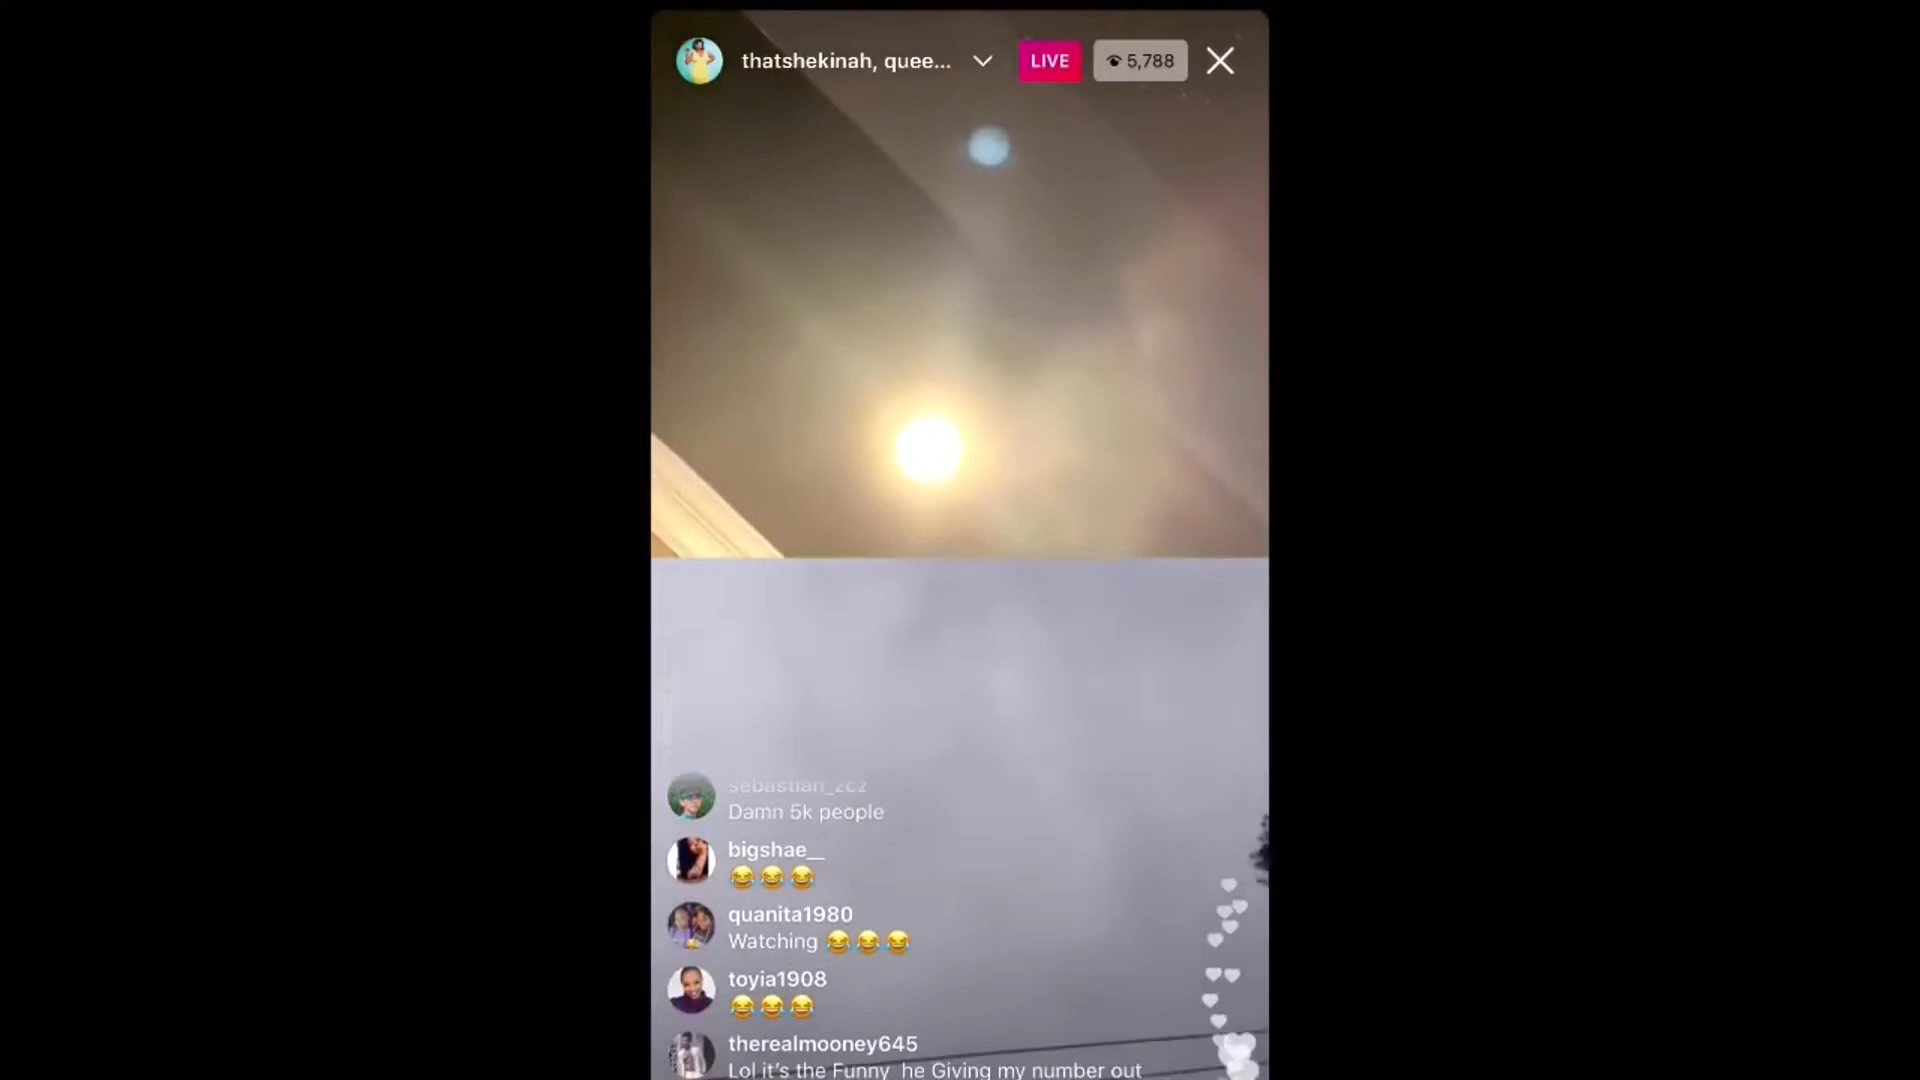 thatshekinah, quee...
LIVE
5,788
sebastian_zcz
Damn 5k people
bigshae__
😂😂😂
quanita1980
Watching 😂😂😂
toyia1908
😂😂😂
therealmooney645
Lol it’s the Funny he Giving my number out